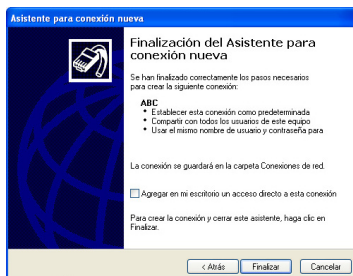 Asistente para conexión nueva
Finalización del Asistente para
conexión nueva
Se han finalizado correctamente los pasos necesarios
para crear la siguiente conexión:
ABC
• Establecer esta conexión como predeterminada
• Compartir con todos los usuarios de este equipo
• Usar el mismo nombre de usuario y contraseña para
La conexión se guardará en la carpeta Conexiones de red.
Agregar en mi escritorio un acceso directo a esta conexión
Para crear la conexión y cerrar este asistente, haga clic en
Finalizar.
< Atrás Finalizar Cancelar